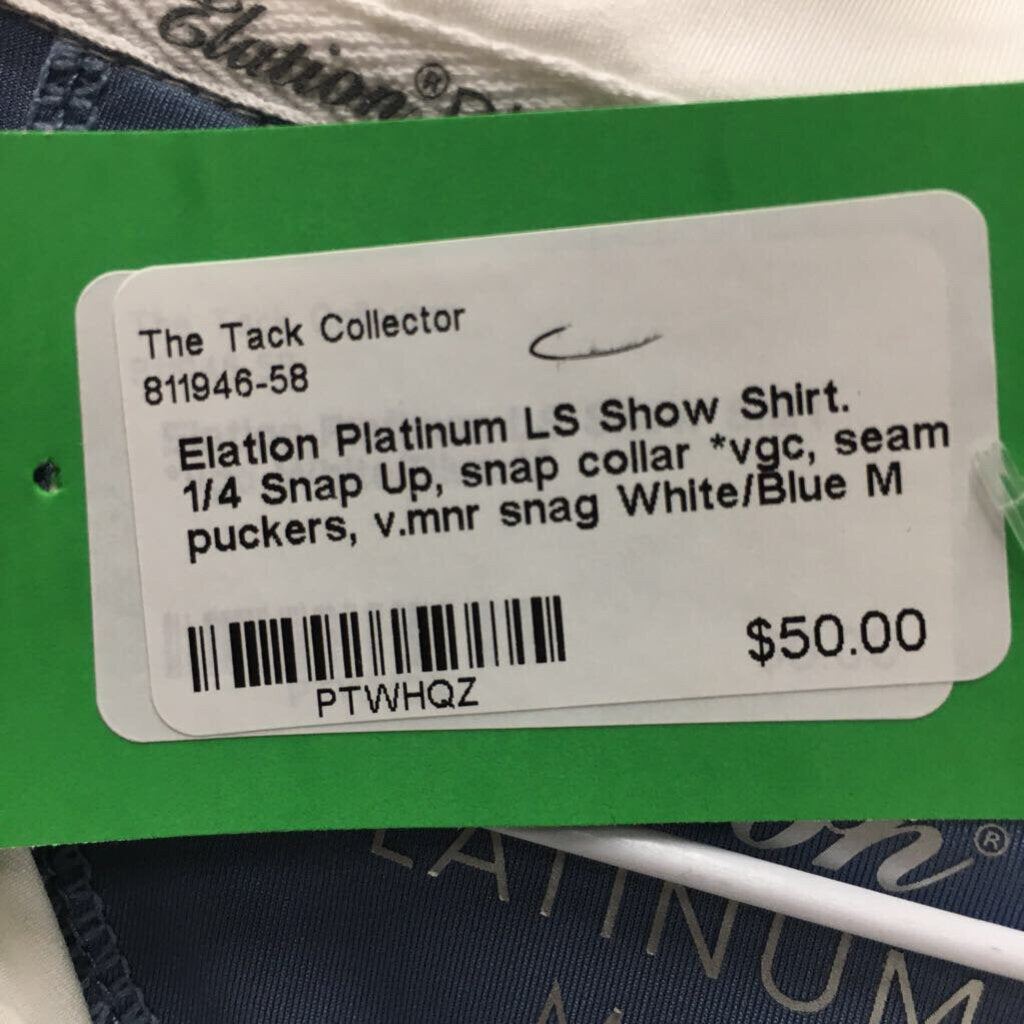 Elation®
The Tack Collector
811946-58
Elation Platinum LS Show Shirt.
1/4 Snap Up, snap collar *vgc, seam
puckers, v.mnr snag White/Blue M
$50.00
PTWHQZ
on®
LATINUM
M